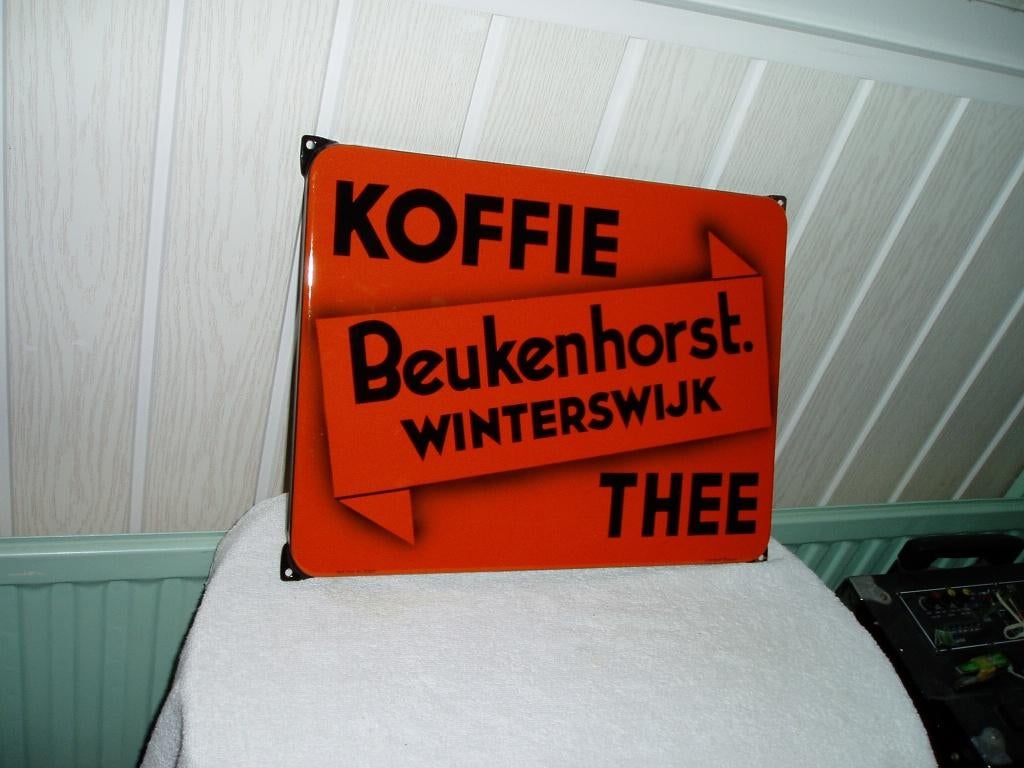 KOFFIE
Beukenhorst.
WINTERSWIJK
THEE